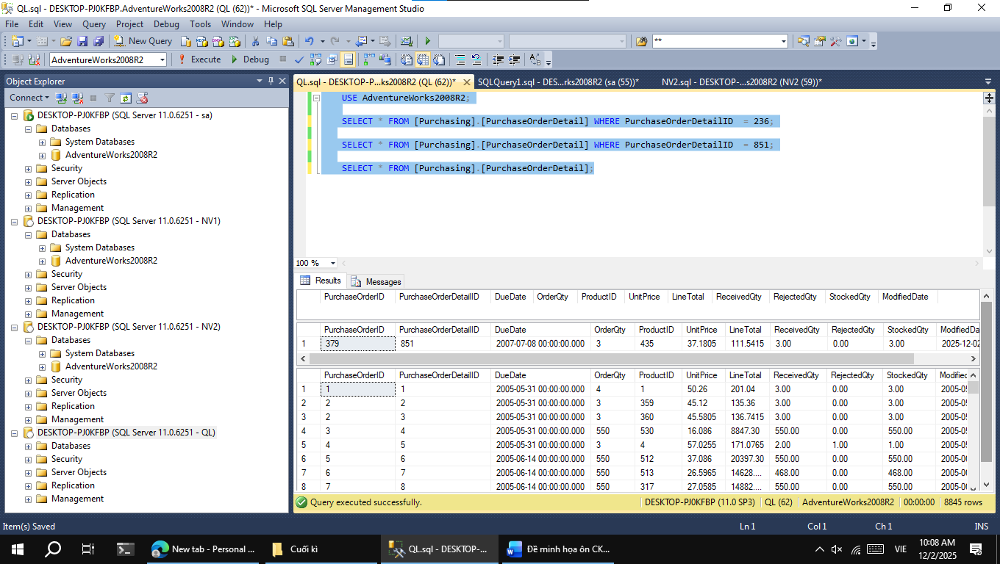 QL.sql - DESKTOP-PJ0KFBP.AdventureWorks2008R2 (QL (62))* - Microsoft SQL Server Management Studio
File Edit View Query Project Debug Tools Window Help
New Query **
AdventureWorks2008R2 Execute Debug
Object Explorer
Connect
DESKTOP-PJ0KFBP (SQL Server 11.0.6251 - sa)
Databases
System Databases
AdventureWorks2008R2
Security
Server Objects
Replication
Management
DESKTOP-PJ0KFBP (SQL Server 11.0.6251 - NV1)
Databases
System Databases
AdventureWorks2008R2
Security
Server Objects
Replication
Management
DESKTOP-PJ0KFBP (SQL Server 11.0.6251 - NV2)
Databases
System Databases
AdventureWorks2008R2
Security
Server Objects
Replication
Management
DESKTOP-PJ0KFBP (SQL Server 11.0.6251 - QL)
Databases
Security
Server Objects
Replication
Management
QL.sql - DESKTOP-P...ks2008R2 (QL (62))* SQLQuery1.sql - DES...rks2008R2 (sa (55))* NV2.sql - DESKTOP-P...s2008R2 (NV2 (59))*
USE AdventureWorks2008R2;
SELECT * FROM [Purchasing].[PurchaseOrderDetail] WHERE PurchaseOrderDetailID  = 236;
SELECT * FROM [Purchasing].[PurchaseOrderDetail] WHERE PurchaseOrderDetailID  = 851;
SELECT * FROM [Purchasing].[PurchaseOrderDetail];
100 %
Results Messages
PurchaseOrderID PurchaseOrderDetailID DueDate OrderQty ProductID UnitPrice LineTotal ReceivedQty RejectedQty StockedQty ModifiedDate
PurchaseOrderID PurchaseOrderDetailID DueDate OrderQty ProductID UnitPrice LineTotal ReceivedQty RejectedQty StockedQty ModifiedDa
1 379 851 2007-07-08 00:00:00.000 3 435 37.1805 111.5415 3.00 0.00 3.00 2025-12-02
PurchaseOrderID PurchaseOrderDetailID DueDate OrderQty ProductID UnitPrice LineTotal ReceivedQty RejectedQty StockedQty Modified
1 1 1 2005-05-31 00:00:00.000 4 1 50.26 201.04 3.00 0.00 3.00 2005-05
2 2 2 2005-05-31 00:00:00.000 3 359 45.12 135.36 3.00 0.00 3.00 2005-05
3 2 3 2005-05-31 00:00:00.000 3 360 45.5805 136.7415 3.00 0.00 3.00 2005-05
4 3 4 2005-05-31 00:00:00.000 550 530 16.086 8847.30 550.00 0.00 550.00 2005-05
5 4 5 2005-05-31 00:00:00.000 3 4 57.0255 171.0765 2.00 1.00 1.00 2005-05
6 5 6 2005-06-14 00:00:00.000 550 512 37.086 20397.30 550.00 0.00 550.00 2005-06
7 6 7 2005-06-14 00:00:00.000 550 513 26.5965 14628.... 468.00 0.00 468.00 2005-06
8 7 8 2005-06-14 00:00:00.000 550 317 27.0585 14882.... 550.00 0.00 550.00 2005-06
Query executed successfully. DESKTOP-PJ0KFBP (11.0 SP3) QL (62) AdventureWorks2008R2 00:00:00 8845 rows
Item(s) Saved Ln 1 Col 1 Ch 1 INS
New tab - Personal ... Cuối kì QL.sql - DESKTOP-... Đề minh họa ôn CK... VIE 10:08 AM
12/2/2025